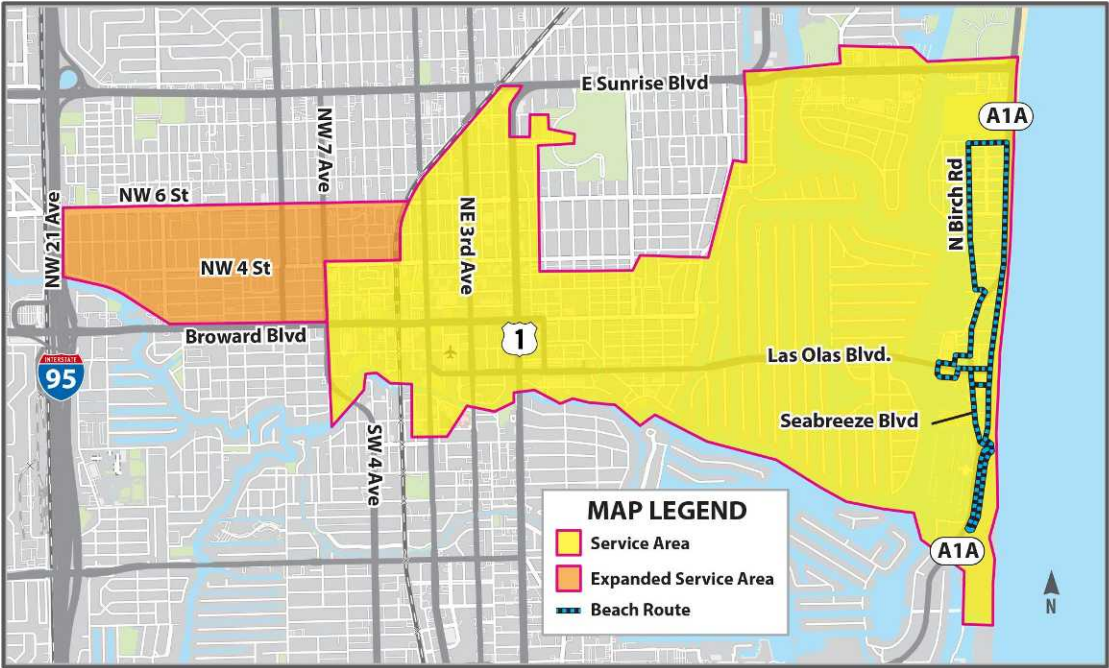 E Sunrise Blvd
A1A
NW 7 Ave
N Birch Rd
NW 6 St
NW 21 Ave
NE 3rd Ave
NW 4 St
Broward Blvd
1
Las Olas Blvd.
INTERSTATE
95
Seabreeze Blvd
SW 4 Ave
MAP LEGEND
Service Area
Expanded Service Area
Beach Route
A1A
N